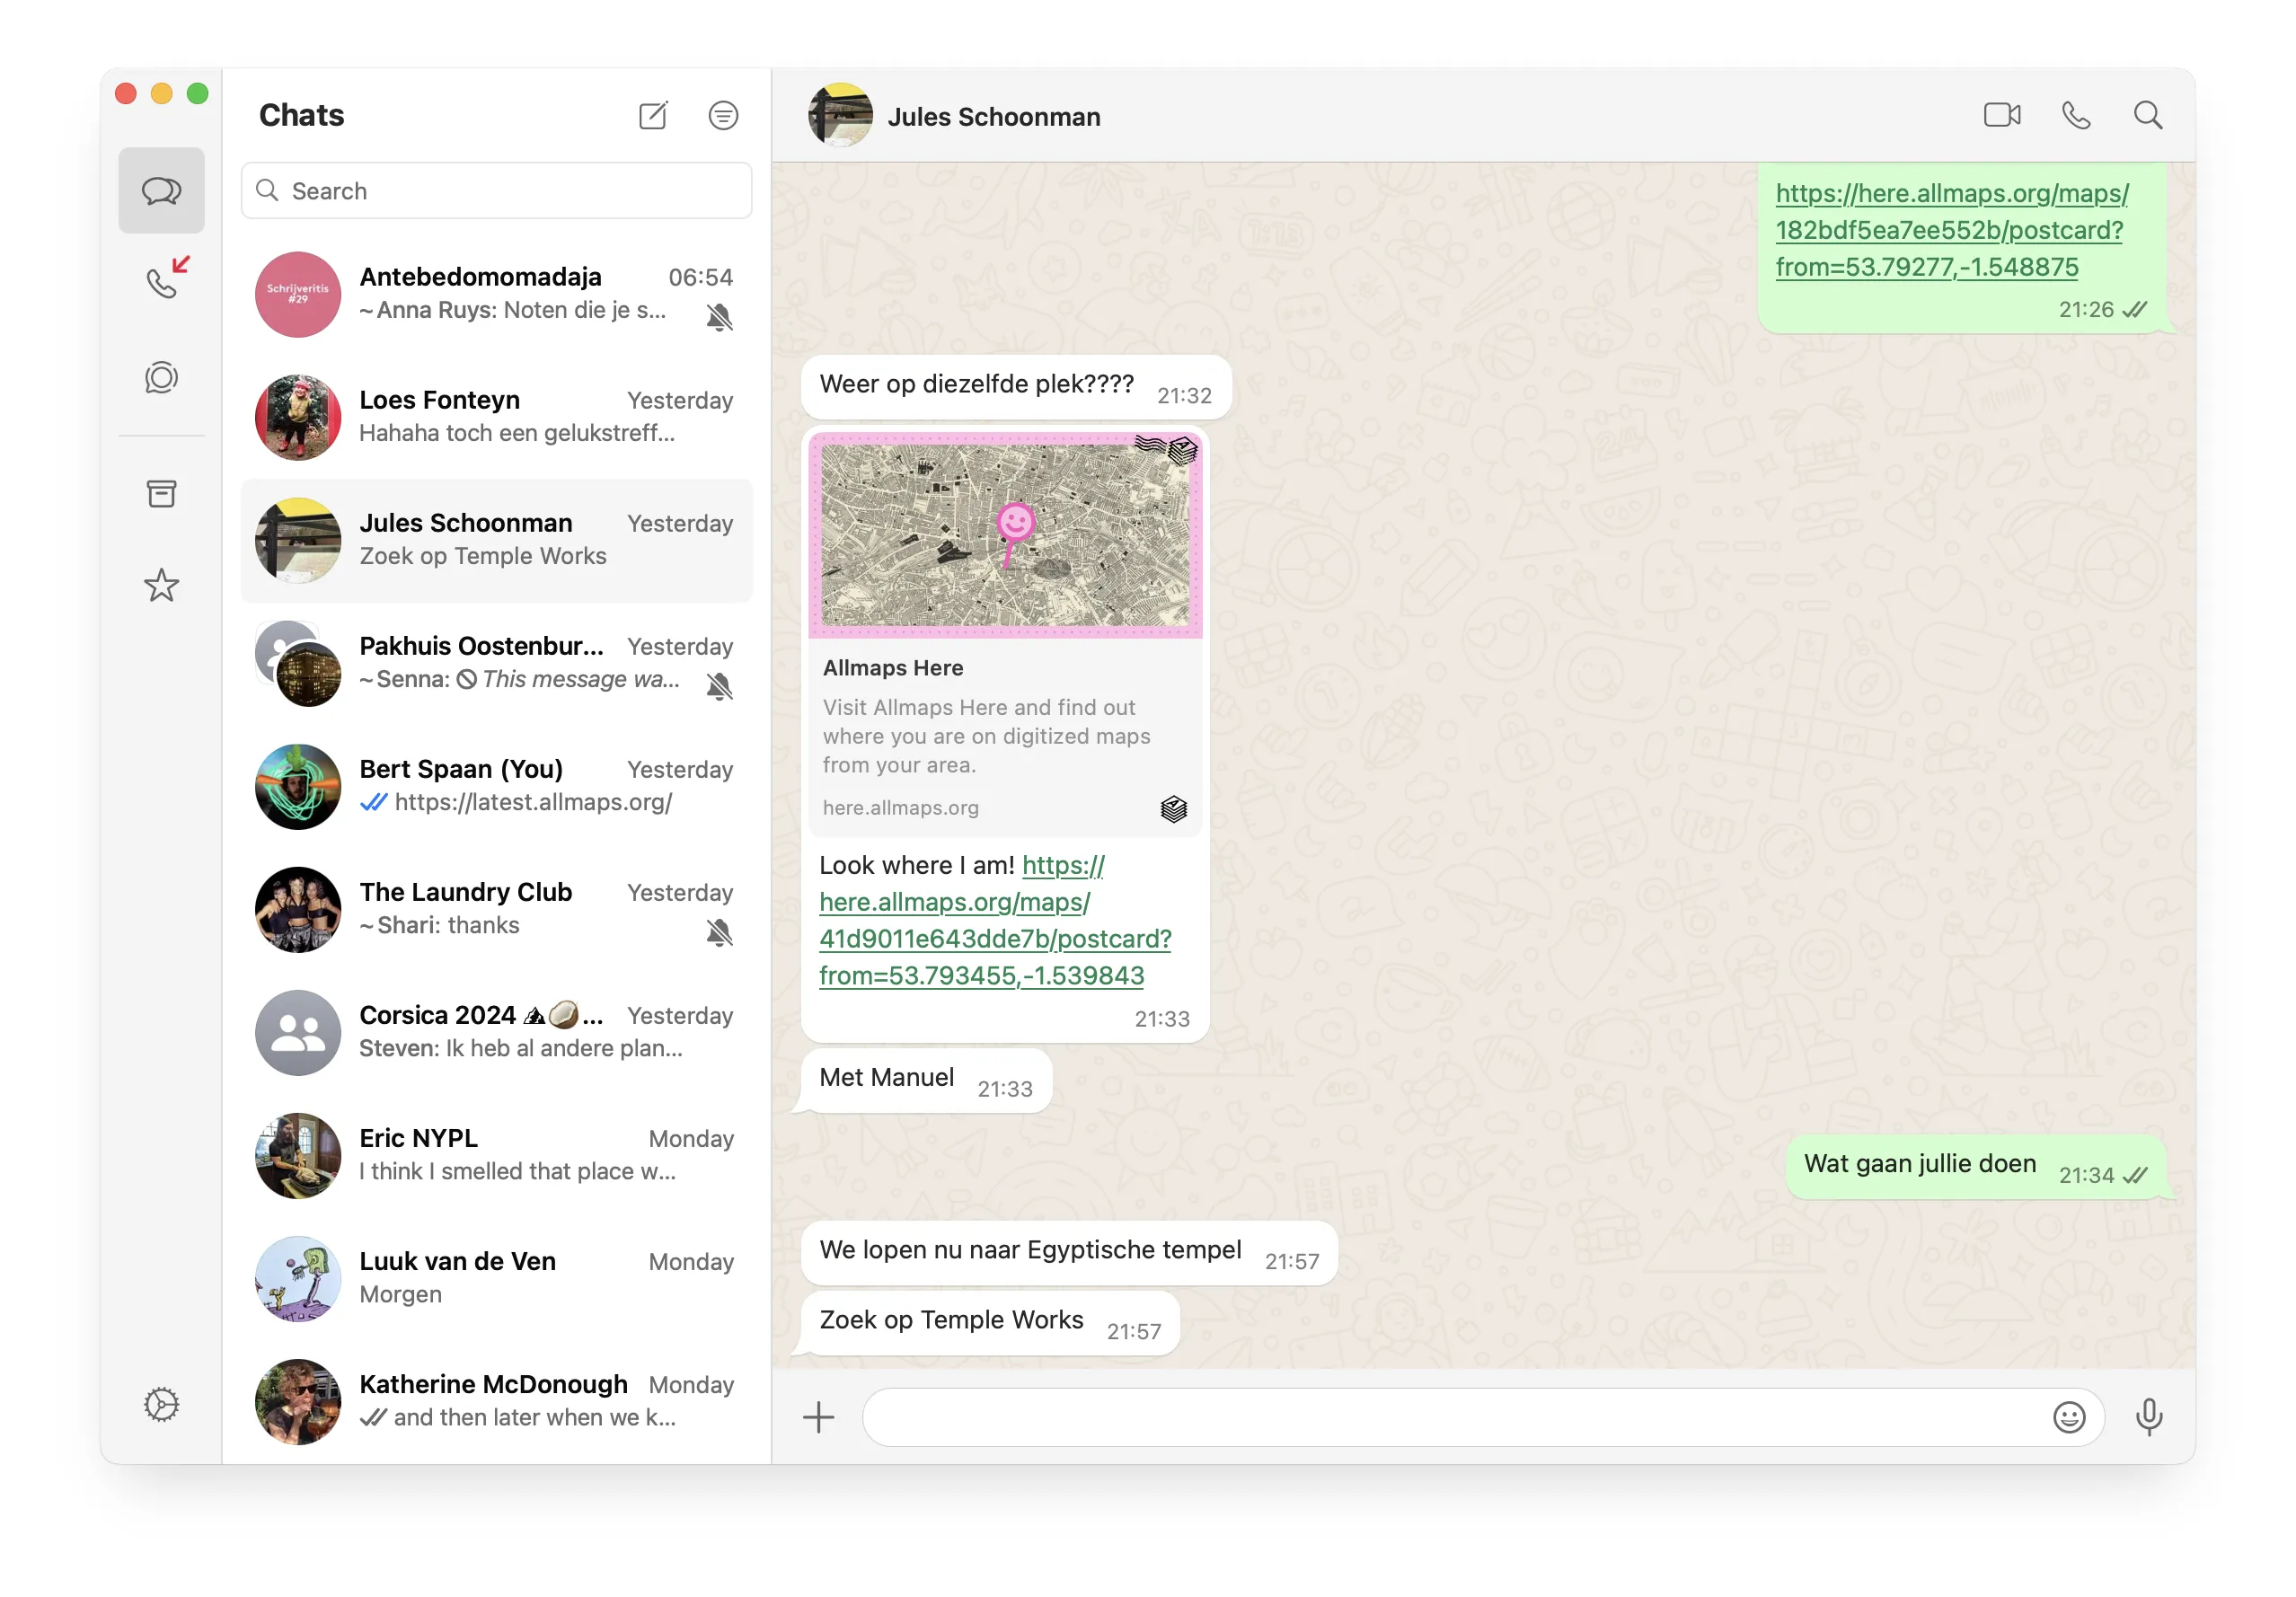 Chats
Search
Schrijveritis
#29
Antebedomomadaja 06:54
~Anna Ruys: Noten die je s...
Loes Fonteyn Yesterday
Hahaha toch een gelukstreff...
Jules Schoonman Yesterday
Zoek op Temple Works
Pakhuis Oostenbur... Yesterday
~Senna: This message wa...
Bert Spaan (You) Yesterday
https://latest.allmaps.org/
The Laundry Club Yesterday
~Shari: thanks
Corsica 2024 🏔🥥... Yesterday
Steven: Ik heb al andere plan...
Eric NYPL Monday
I think I smelled that place w...
Luuk van de Ven Monday
Morgen
Katherine McDonough Monday
and then later when we k...
Jules Schoonman
https://here.allmaps.org/maps/
182bdf5ea7ee552b/postcard?
from=53.79277,-1.548875
21:26
Weer op diezelfde plek???? 21:32
Allmaps Here
Visit Allmaps Here and find out
where you are on digitized maps
from your area.
here.allmaps.org
Look where I am! https://
here.allmaps.org/maps/
41d9011e643dde7b/postcard?
from=53.793455,-1.539843
21:33
Met Manuel 21:33
Wat gaan jullie doen 21:34
We lopen nu naar Egyptische tempel 21:57
Zoek op Temple Works 21:57